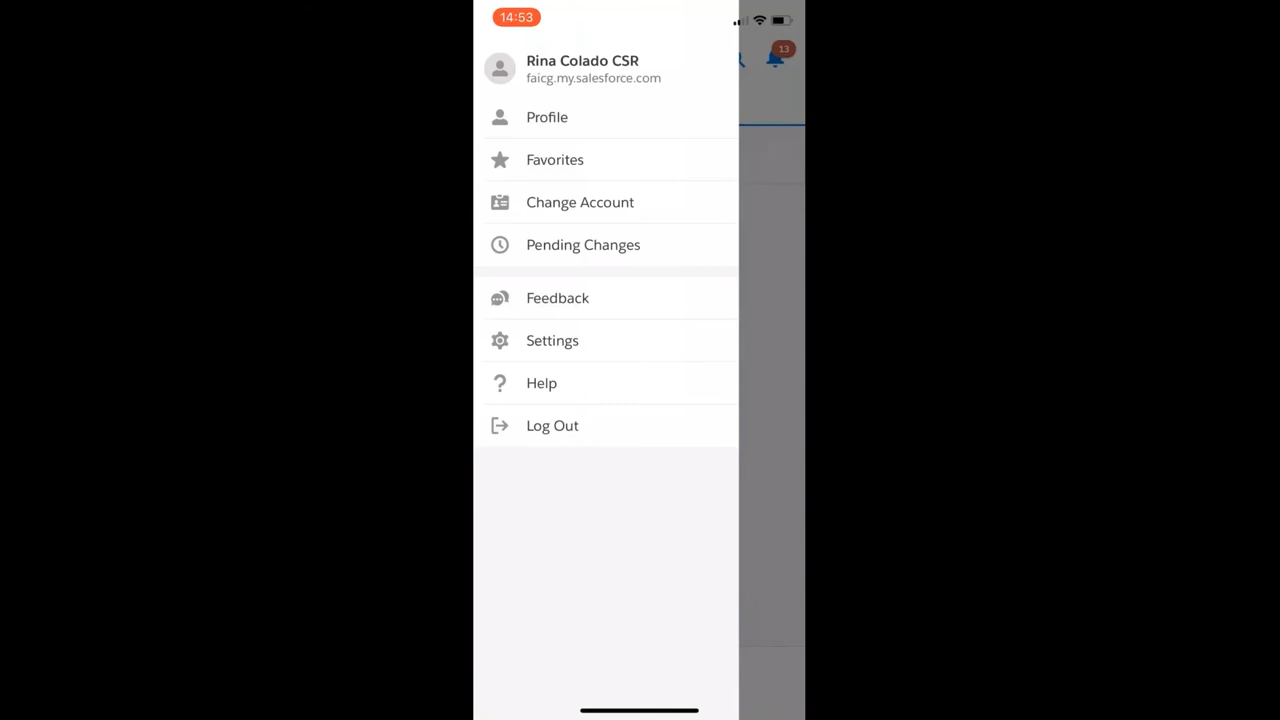 14:53
13
Rina Colado CSR
faicg.my.salesforce.com
Profile
Favorites
Change Account
Pending Changes
Feedback
Settings
Help
Log Out